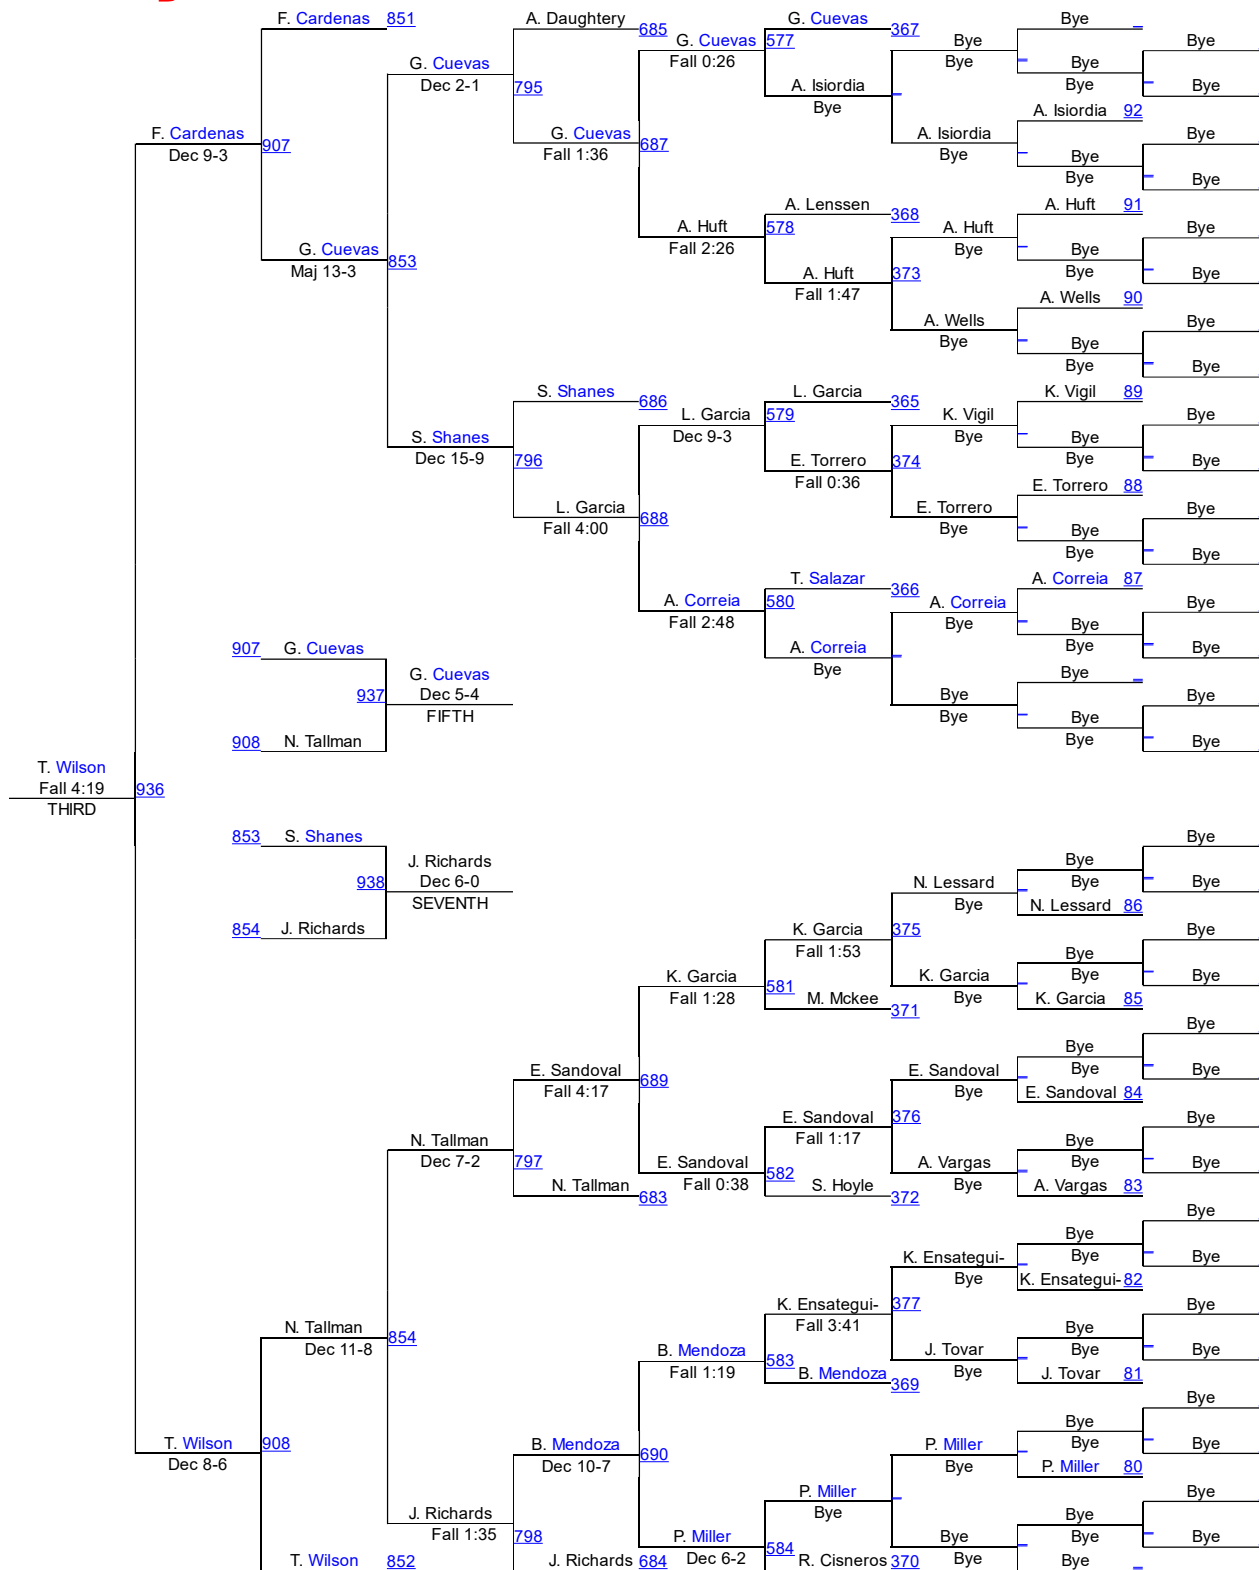 F. Cardenas 851
A. Daughtery 685
G. Cuevas 367
Bye
G. Cuevas 577
Fall 0:26
Bye
Bye
Bye
Bye
G. Cuevas
Dec 2-1
795
A. Isiordia
Bye
Bye
Bye
A. Isiordia 92
F. Cardenas
Dec 9-3
907
G. Cuevas
Fall 1:36
687
A. Isiordia
Bye
Bye
Bye
Bye
Bye
A. Lenssen 368
A. Huft 91
A. Huft
Fall 2:26
578
A. Huft
Bye
Bye
Bye
Bye
G. Cuevas
Maj 13-3
853
A. Huft
Fall 1:47
373
Bye
A. Wells 90
A. Wells
Bye
Bye
Bye
Bye
Bye
S. Shanes 686
L. Garcia 365
K. Vigil 89
L. Garcia
Dec 9-3
579
K. Vigil
Bye
Bye
S. Shanes
Dec 15-9
796
E. Torrero
Fall 0:36
374
Bye
Bye
Bye
E. Torrero 88
L. Garcia
Fall 4:00
688
E. Torrero
Bye
Bye
Bye
Bye
Bye
T. Salazar 366
A. Correia 87
A. Correia
Fall 2:48
580
A. Correia
Bye
Bye
Bye
Bye
907 G. Cuevas
A. Correia
Bye
Bye
G. Cuevas
Dec 5-4
FIFTH
937
Bye
Bye
Bye
Bye
908 N. Tallman
Bye
Bye
Bye
T. Wilson
Fall 4:19
THIRD
936
853 S. Shanes
Bye
J. Richards
Dec 6-0
SEVENTH
938
Bye
Bye
Bye
N. Lessard
Bye
N. Lessard 86
854 J. Richards
K. Garcia
Fall 1:53
375
Bye
Bye
K. Garcia
Fall 1:28
581
K. Garcia
Bye
Bye
Bye
M. Mckee 371
K. Garcia 85
Bye
Bye
E. Sandoval
Fall 4:17
689
E. Sandoval
Bye
Bye
Bye
E. Sandoval 84
E. Sandoval
Fall 1:17
376
Bye
N. Tallman
Dec 7-2
797
Bye
Bye
Bye
E. Sandoval
Fall 0:38
582
A. Vargas
Bye
N. Tallman 683
S. Hoyle 372
A. Vargas 83
Bye
Bye
Bye
Bye
K. Ensategui-
Bye
K. Ensategui- 82
K. Ensategui-
Fall 3:41
377
Bye
N. Tallman
Dec 11-8
854
Bye
Bye
Bye
B. Mendoza
Fall 1:19
583
J. Tovar
Bye
B. Mendoza 369
J. Tovar 81
Bye
Bye
Bye
Bye
T. Wilson
Dec 8-6
908
B. Mendoza
Dec 10-7
690
P. Miller
Bye
P. Miller 80
P. Miller
Bye
Bye
J. Richards
Fall 1:35
798
Bye
Bye
Bye
P. Miller
Dec 6-2
584
Bye
Bye
T. Wilson 852
J. Richards 684
R. Cisneros 370
Bye